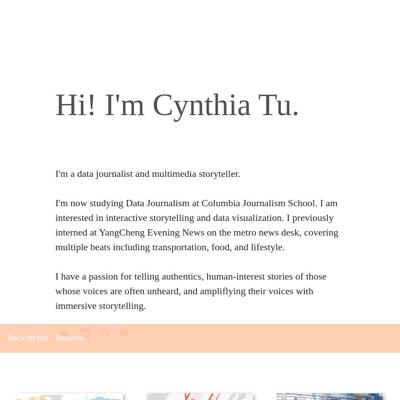 Hi! I'm Cynthia Tu.
I'm a data journalist and multimedia storyteller.
I'm now studying Data Journalism at Columbia Journalism School. I am
interested in interactive storytelling and data visualization. I previously
interned at YangCheng Evening News on the metro news desk, covering
multiple beats including transportation, food, and lifestyle.
I have a passion for telling authentics, human-interest stories of those
whose voices are often unheard, and ampliflying their voices with
immersive storytelling.
Back to top Resume